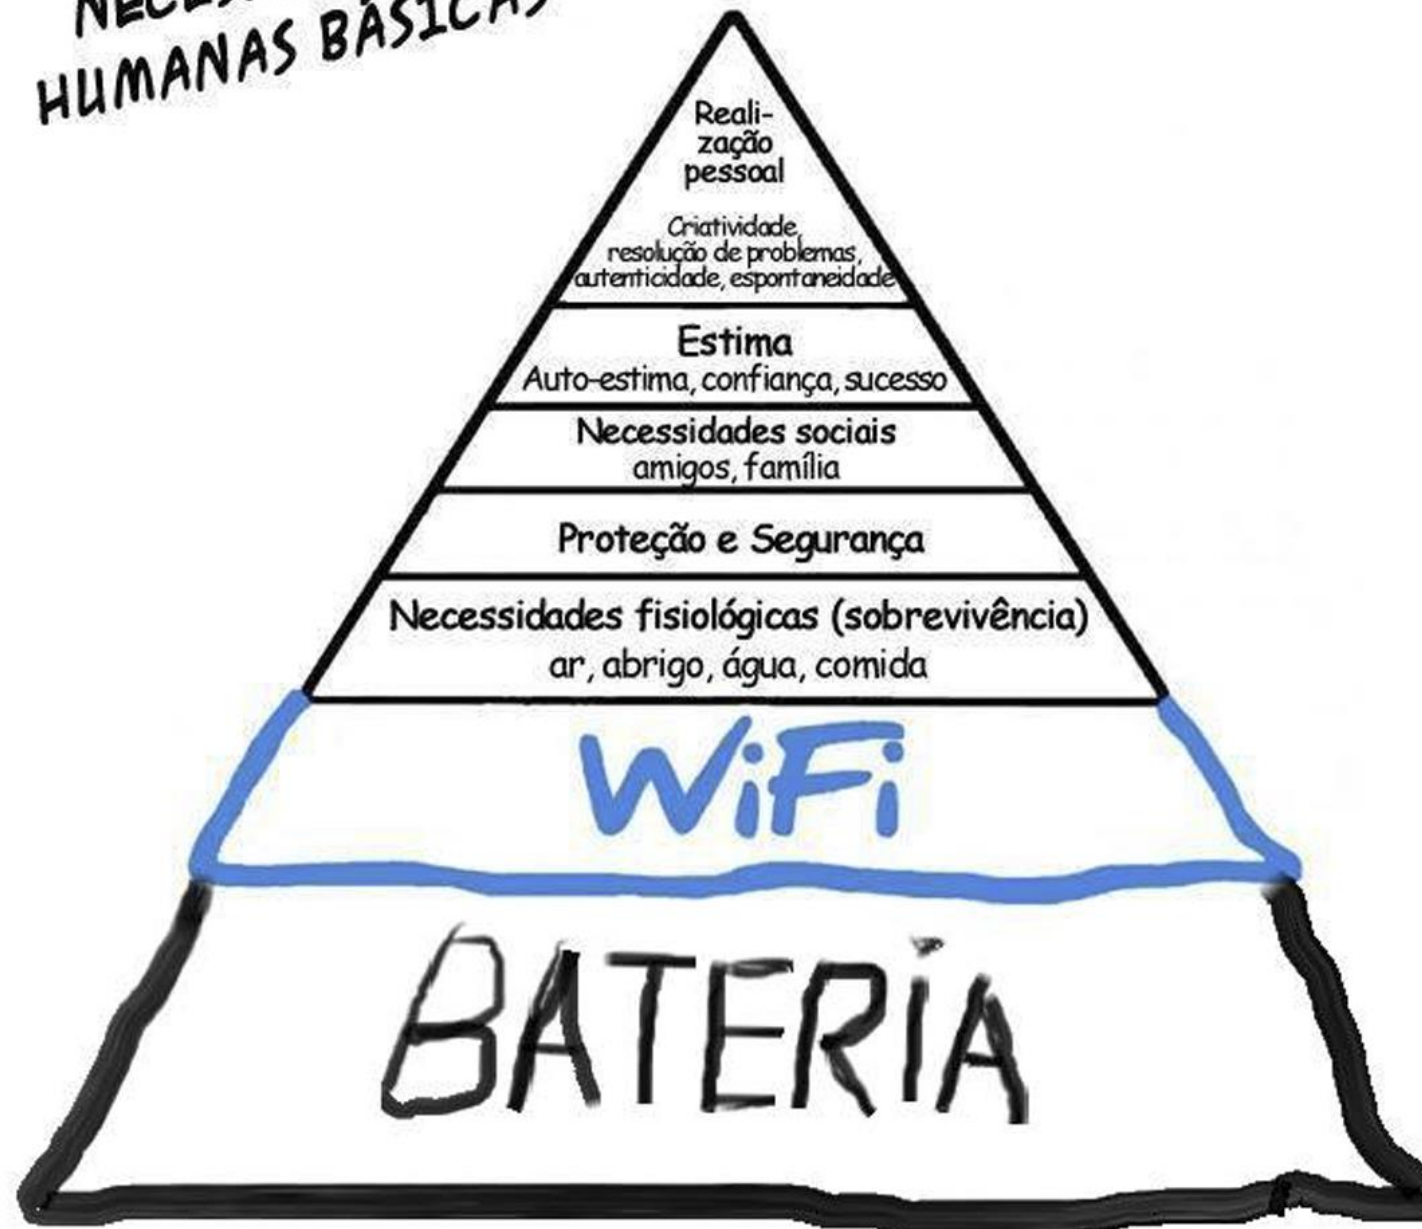 HUMANAS BÁSICAS
Reali-
zação
pessoal
Criatividade,
resolução de problemas,
autenticidade, espontaneidade
Estima
Auto-estima, confiança, sucesso
Necessidades sociais
amigos, família
Proteção e Segurança
Necessidades fisiológicas (sobrevivência)
ar, abrigo, água, comida
WiFi
BATERÍA